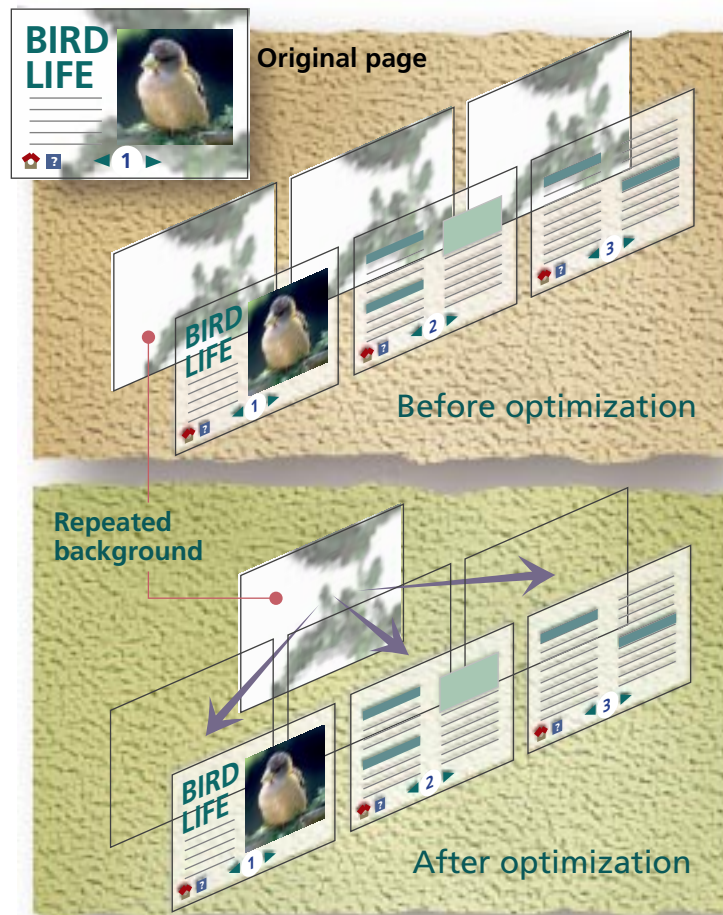 BIRD
LIFE
Original page
?
1
BIRD
LIFE
?
1
?
2
?
3
Before optimization
Repeated
background
BIRD
LIFE
?
1
?
2
?
3
After optimization